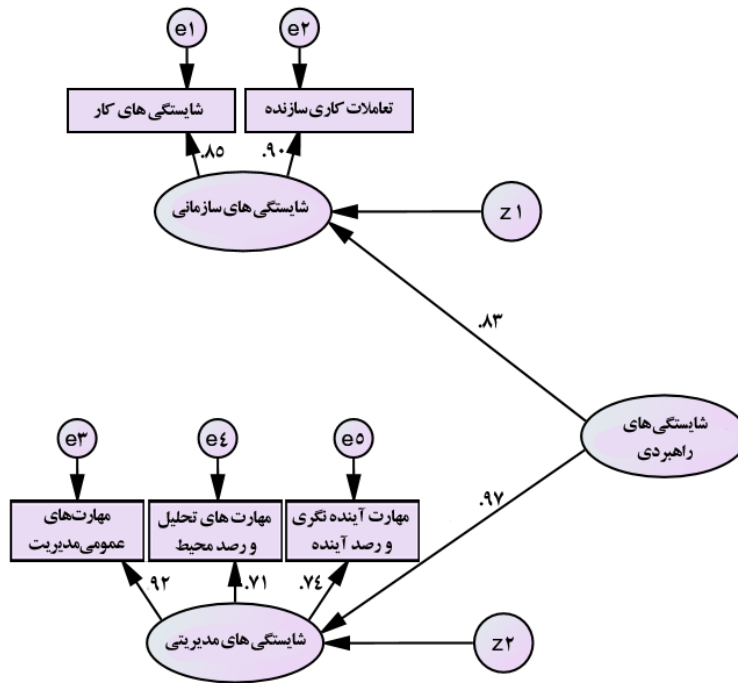 e۱
e۲
شایستگی های کار
تعاملات کاری سازنده
.۸۵
.۹۰
شایستگی های سازمانی
z۱
.۸۳
شایستگی‌های
راهبردی
.۹۷
e۳
e۴
e۵
مهارت‌های
عمومی مدیریت
مهارت های تحلیل
و رصد محیط
مهارت آینده نگری
و رصد آینده
.۹۲
.۷۱
.۷۴
شایستگی های مدیریتی
z۲